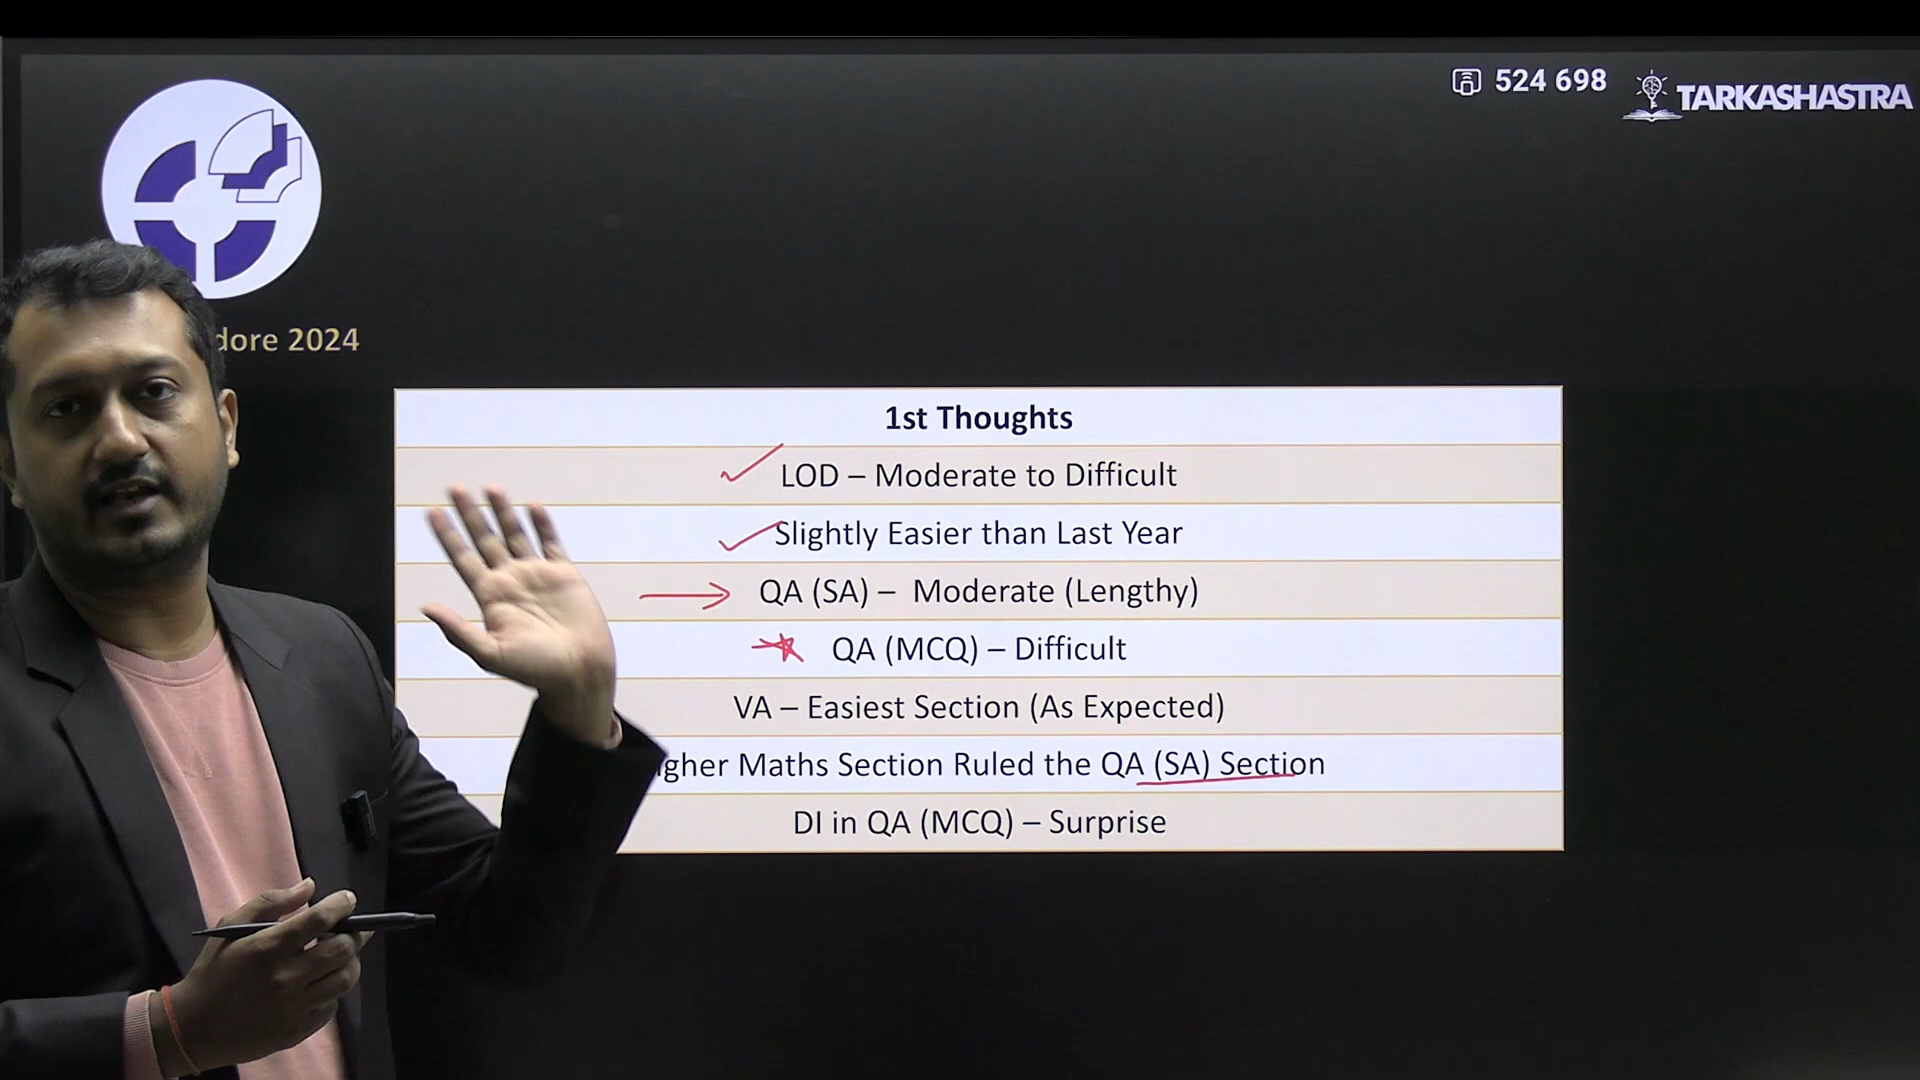 524 698
TARKASHASTRA
dore 2024
1st Thoughts
LOD – Moderate to Difficult
Slightly Easier than Last Year
QA (SA) – Moderate (Lengthy)
QA (MCQ) – Difficult
VA – Easiest Section (As Expected)
gher Maths Section Ruled the QA (SA) Section
DI in QA (MCQ) – Surprise